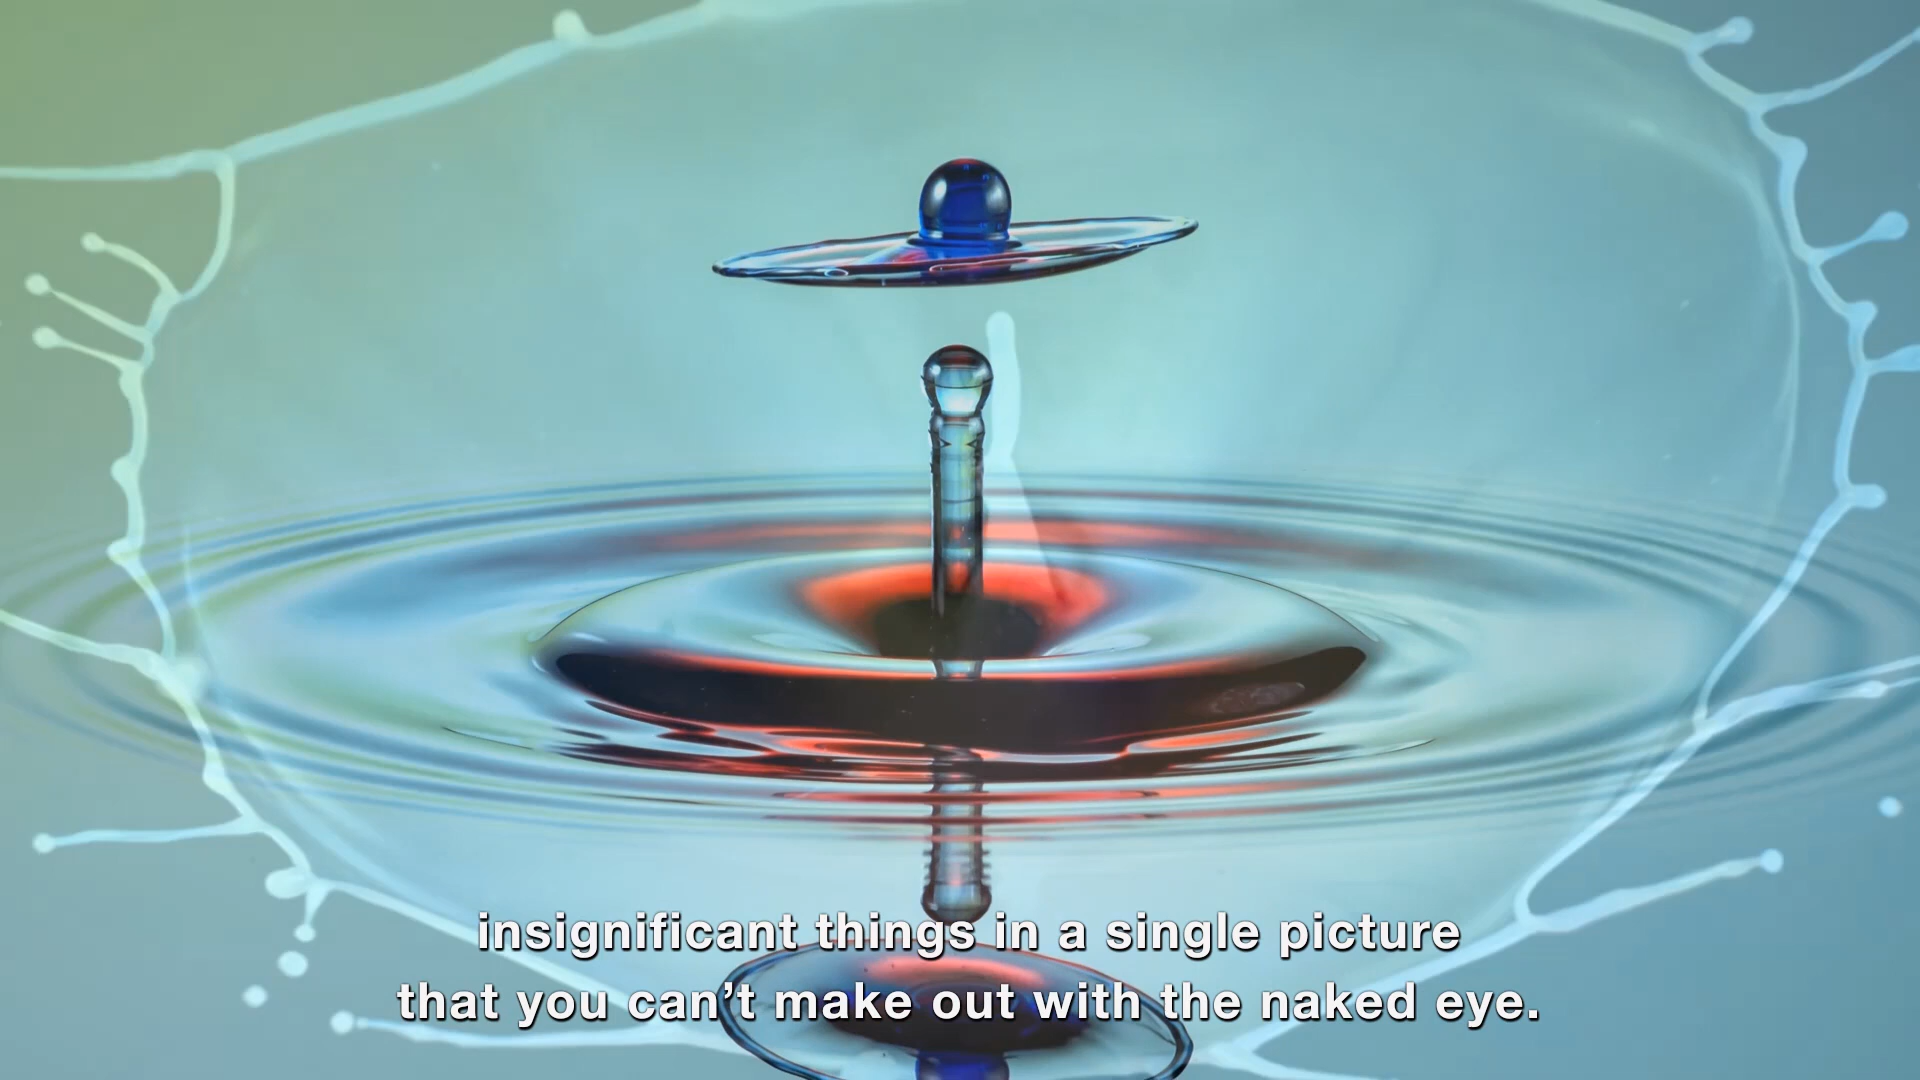 insignificant things in a single picture
that you can’t make out with the naked eye.